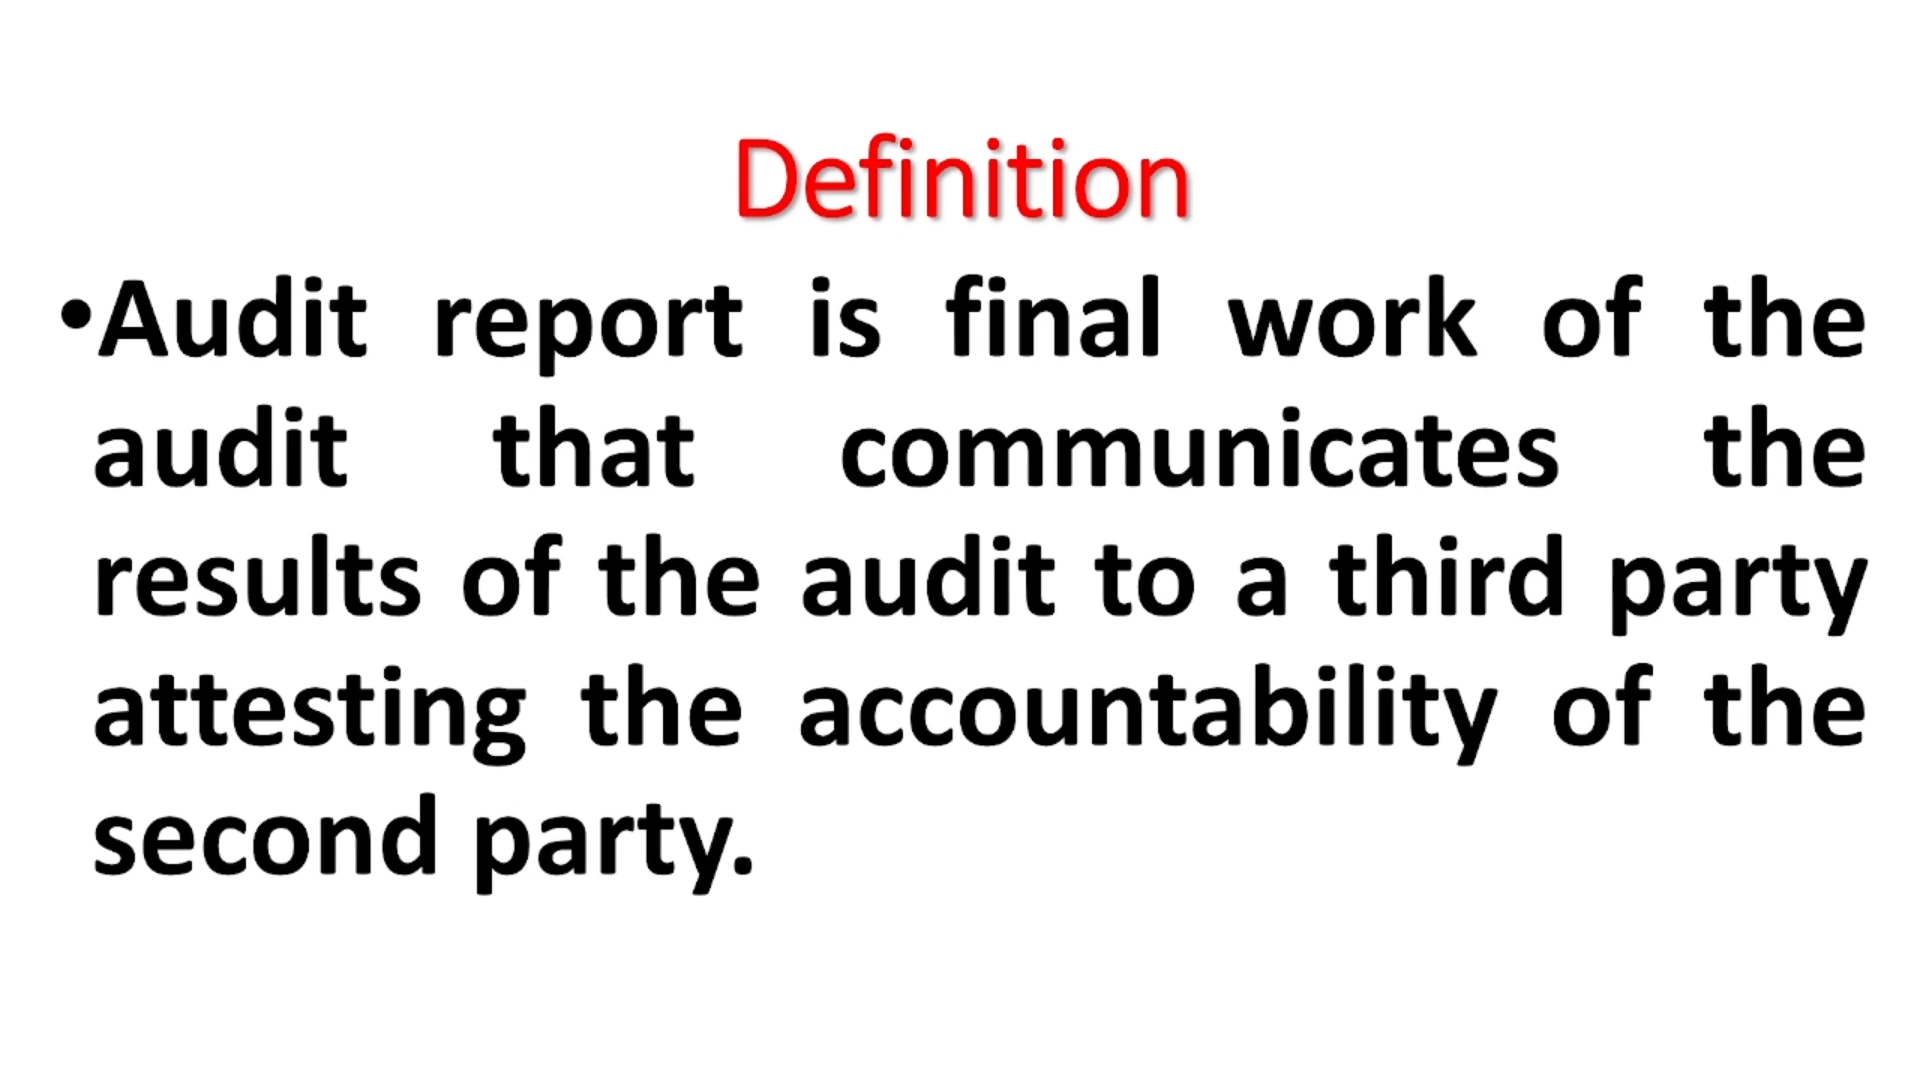 Definition
•Audit report is final work of the
audit that communicates the
results of the audit to a third party
attesting the accountability of the
second party.